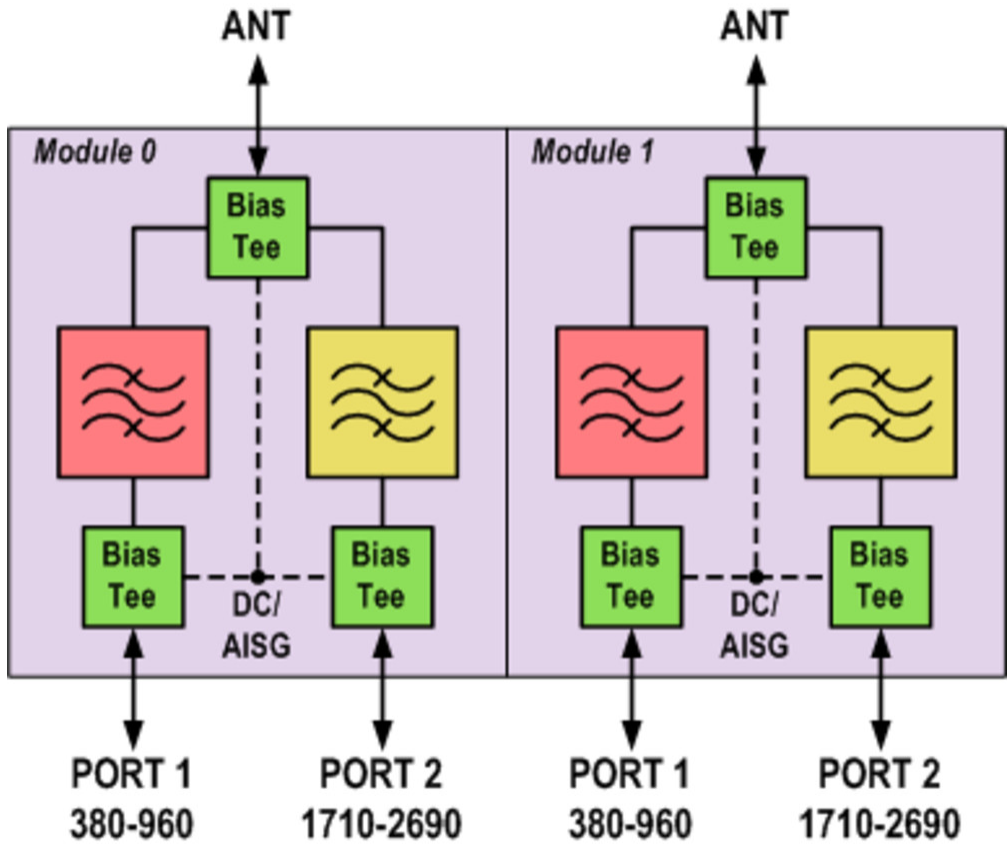 ANT
ANT
Module 0
Module 1
Bias
Tee
Bias
Tee
Bias
Tee
DC/
AISG
Bias
Tee
Bias
Tee
DC/
AISG
Bias
Tee
PORT 1
380-960
PORT 2
1710-2690
PORT 1
380-960
PORT 2
1710-2690